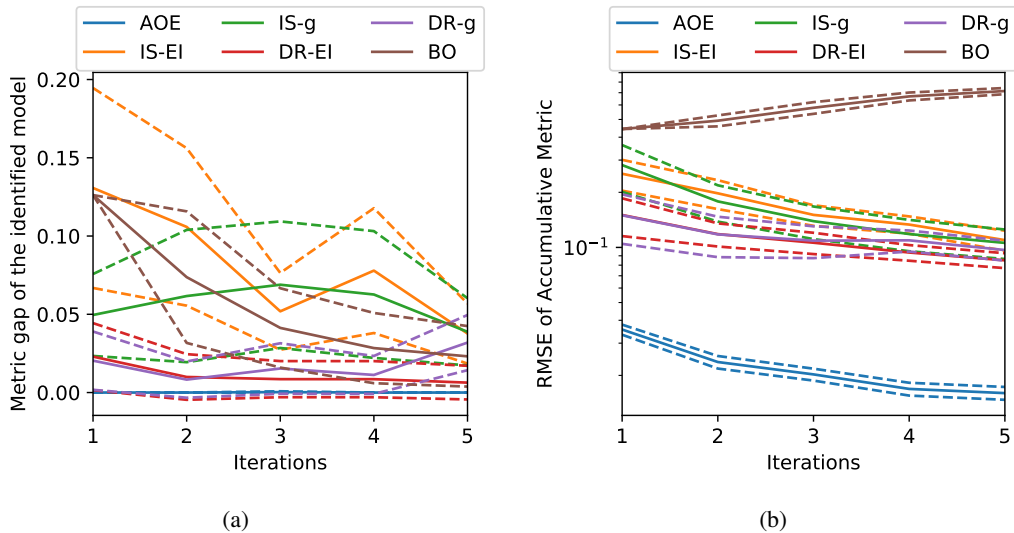 AOE IS-g DR-g
IS-EI DR-EI BO
Metric gap of the identified model
0.20
0.15
0.10
0.05
0.00
1 2 3 4 5
Iterations
(a)
AOE IS-g DR-g
IS-EI DR-EI BO
RMSE of Accumulative Metric
10⁻¹
1 2 3 4 5
Iterations
(b)